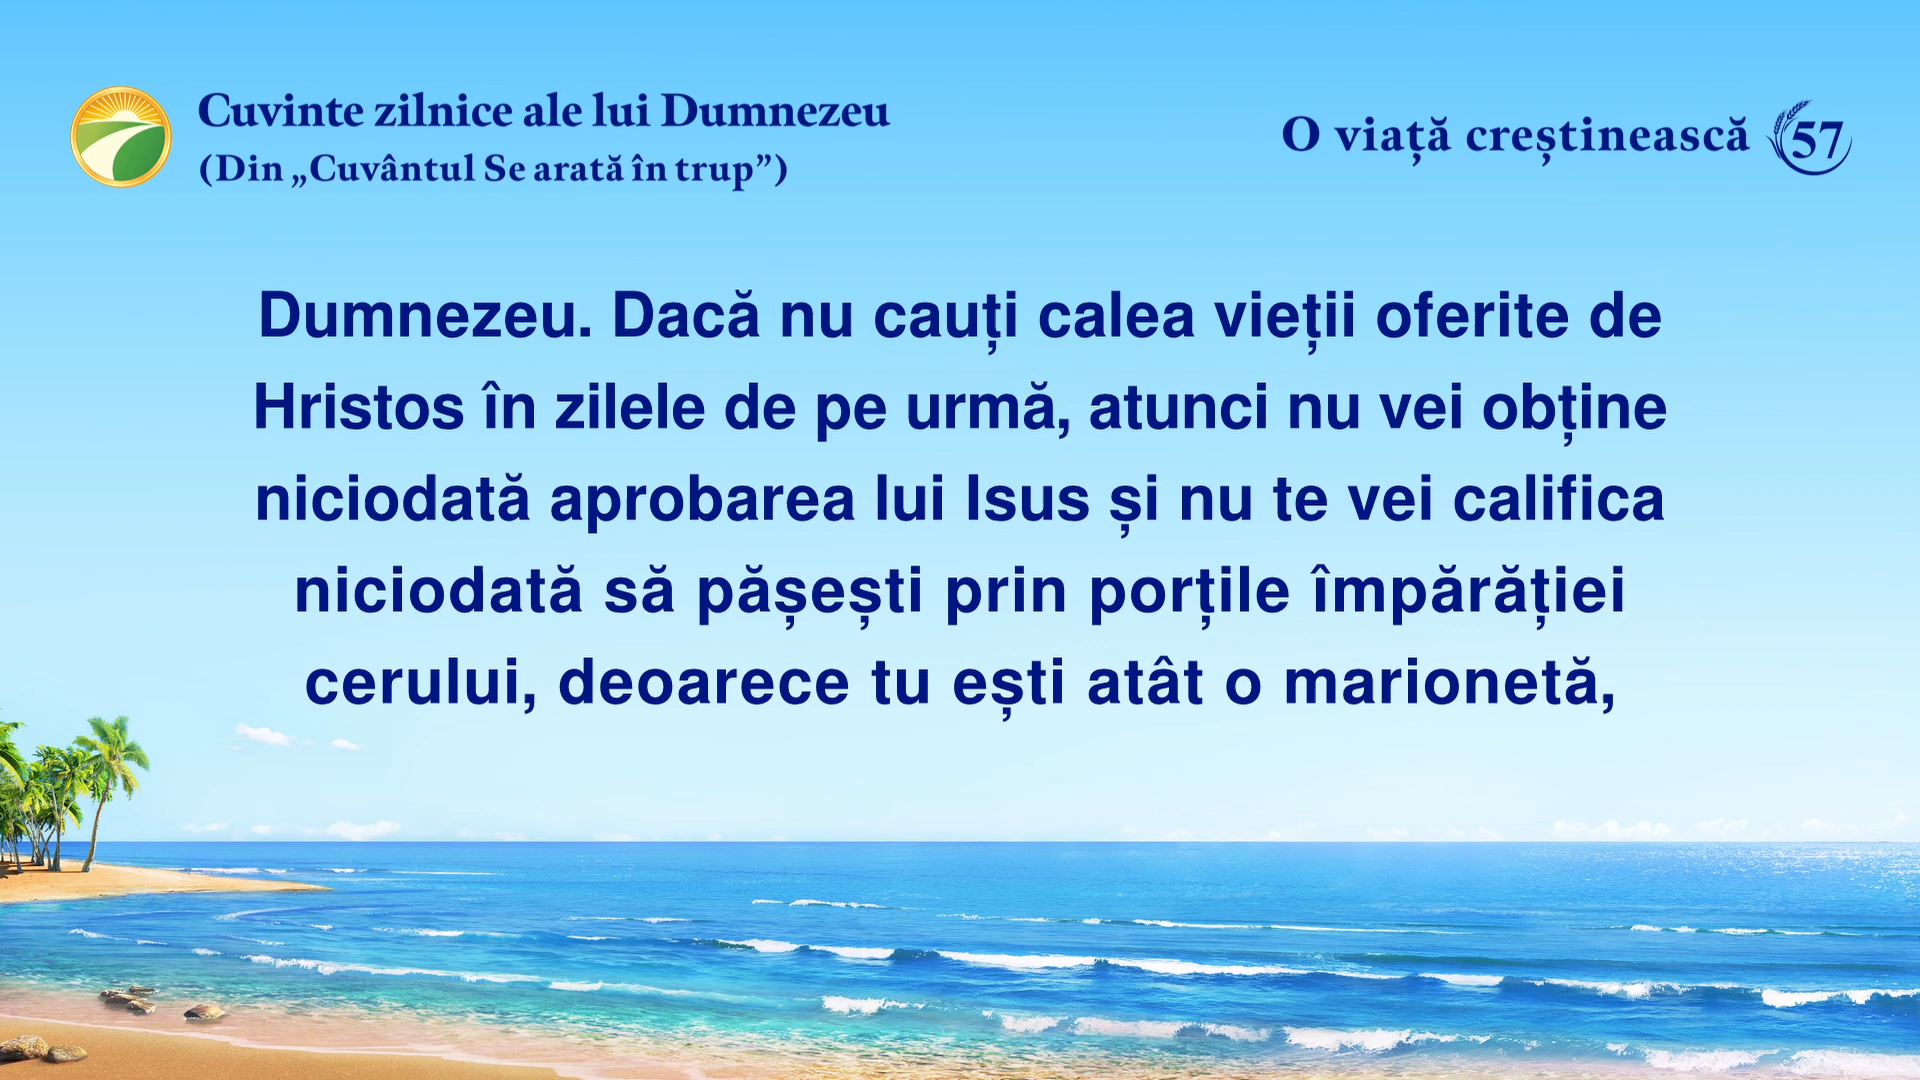 Cuvinte zilnice ale lui Dumnezeu
(Din „Cuvântul Se arată în trup”)
O viață creștinească 57
Dumnezeu. Dacă nu cauți calea vieții oferite de
Hristos în zilele de pe urmă, atunci nu vei obține
niciodată aprobarea lui Isus și nu te vei califica
niciodată să pășești prin porțile împărăției
cerului, deoarece tu ești atât o marionetă,